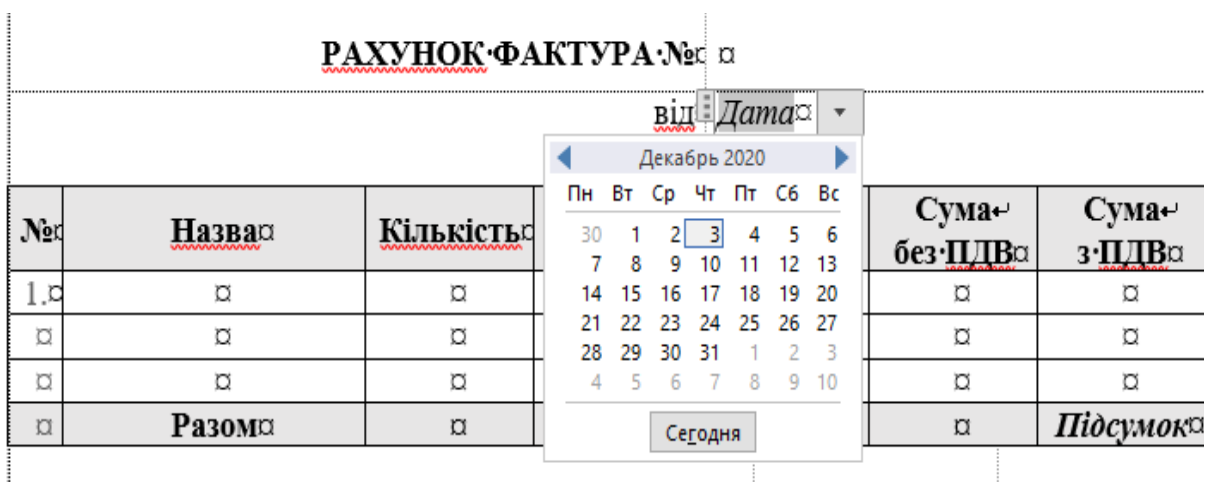 РАХУНОК ФАКТУРА №
від Дата
Декабрь 2020
Пн Вт Ср Чт Пт Сб Вс
30 1 2 3 4 5 6
7 8 9 10 11 12 13
14 15 16 17 18 19 20
21 22 23 24 25 26 27
28 29 30 31 1 2 3
4 5 6 7 8 9 10
Сегодня
№ Назва Кількість Сума без ПДВ Сума з ПДВ
1.
Разом Підсумок